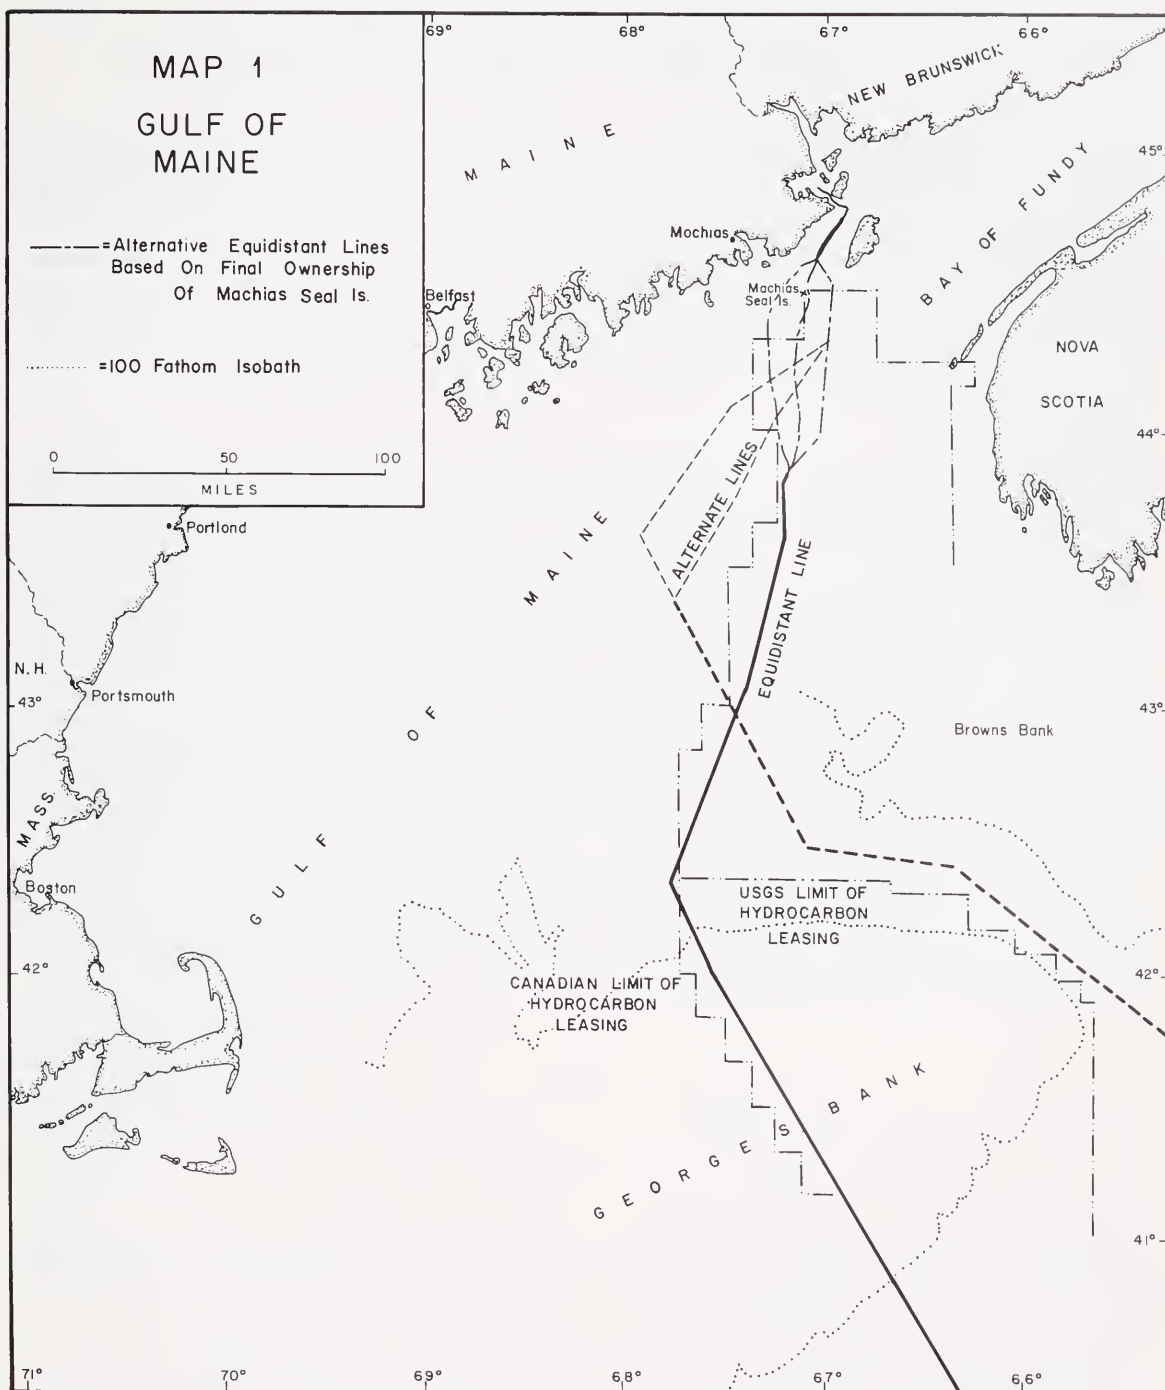 MAP 1
GULF OF
MAINE
=Alternative Equidistant Lines
Based On Final Ownership
Of Machias Seal Is.
=100 Fathom Isobath
0 50 100
MILES
69° 68° 67° 66°
MAINE
NEW BRUNSWICK
45°
BAY OF FUNDY
Mochias
Machias
Seal Is.
Belfast
NOVA
SCOTIA
44°
ALTERNATE LINES
Portlond
EQUIDISTANT LINE
N.H.
Portsmouth
43°
43°
GULF OF MAINE
Browns Bank
MASS.
Boston
USGS LIMIT OF
HYDROCARBON
LEASING
42°
42°
CANADIAN LIMIT OF
HYDROCARBON
LEASING
GEORGES BANK
41°
71° 70° 69° 68° 67° 66°